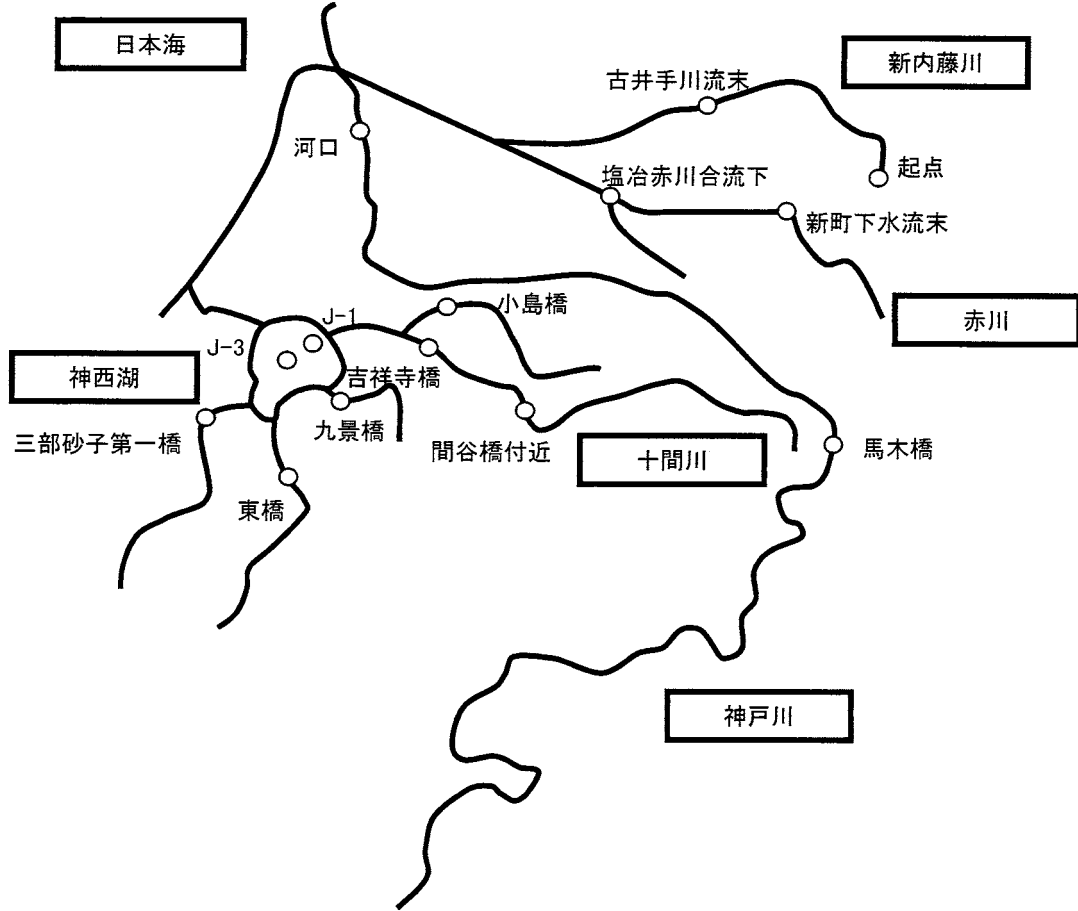 日本海
新内藤川
古井手川流末
河口
塩冶赤川合流下
起点
新町下水流末
小島橋
J-1
赤川
J-3
神西湖
吉祥寺橋
九景橋
三部砂子第一橋
間谷橋付近
十間川
馬木橋
東橋
神戸川